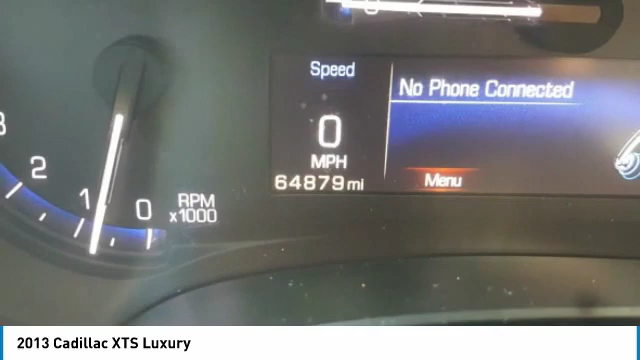 Speed
No Phone Connected
0
MPH
64879 mi
Menu
2
1
0
RPM
x1000
2013 Cadillac XTS Luxury